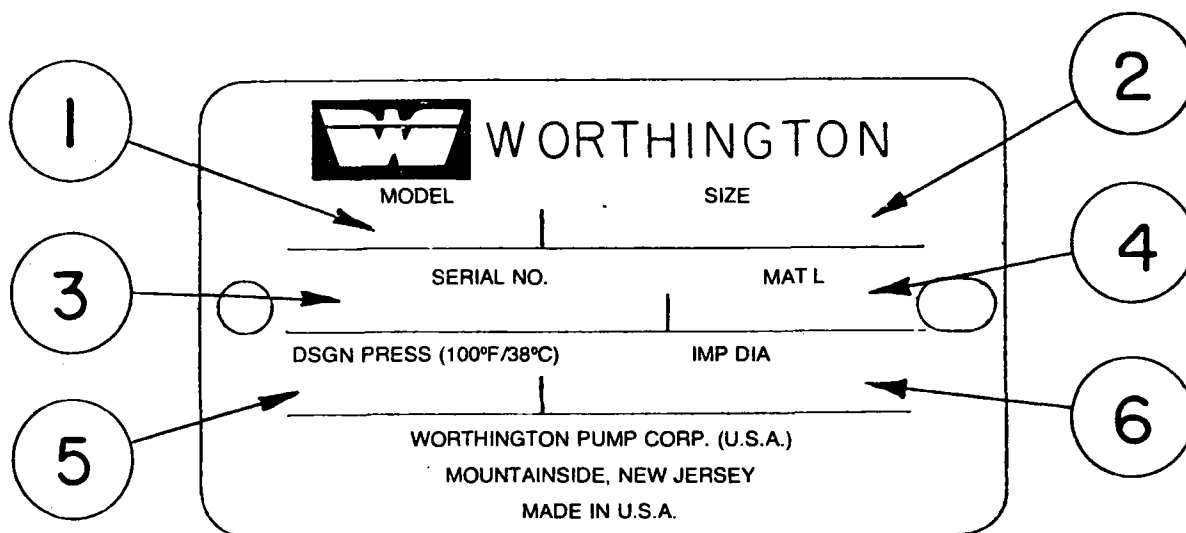 1
2
WORTHINGTON
MODEL SIZE
3
4
SERIAL NO. MAT L
DSGN PRESS (100°F/38°C) IMP DIA
5
6
WORTHINGTON PUMP CORP. (U.S.A.)
MOUNTAINSIDE, NEW JERSEY
MADE IN U.S.A.